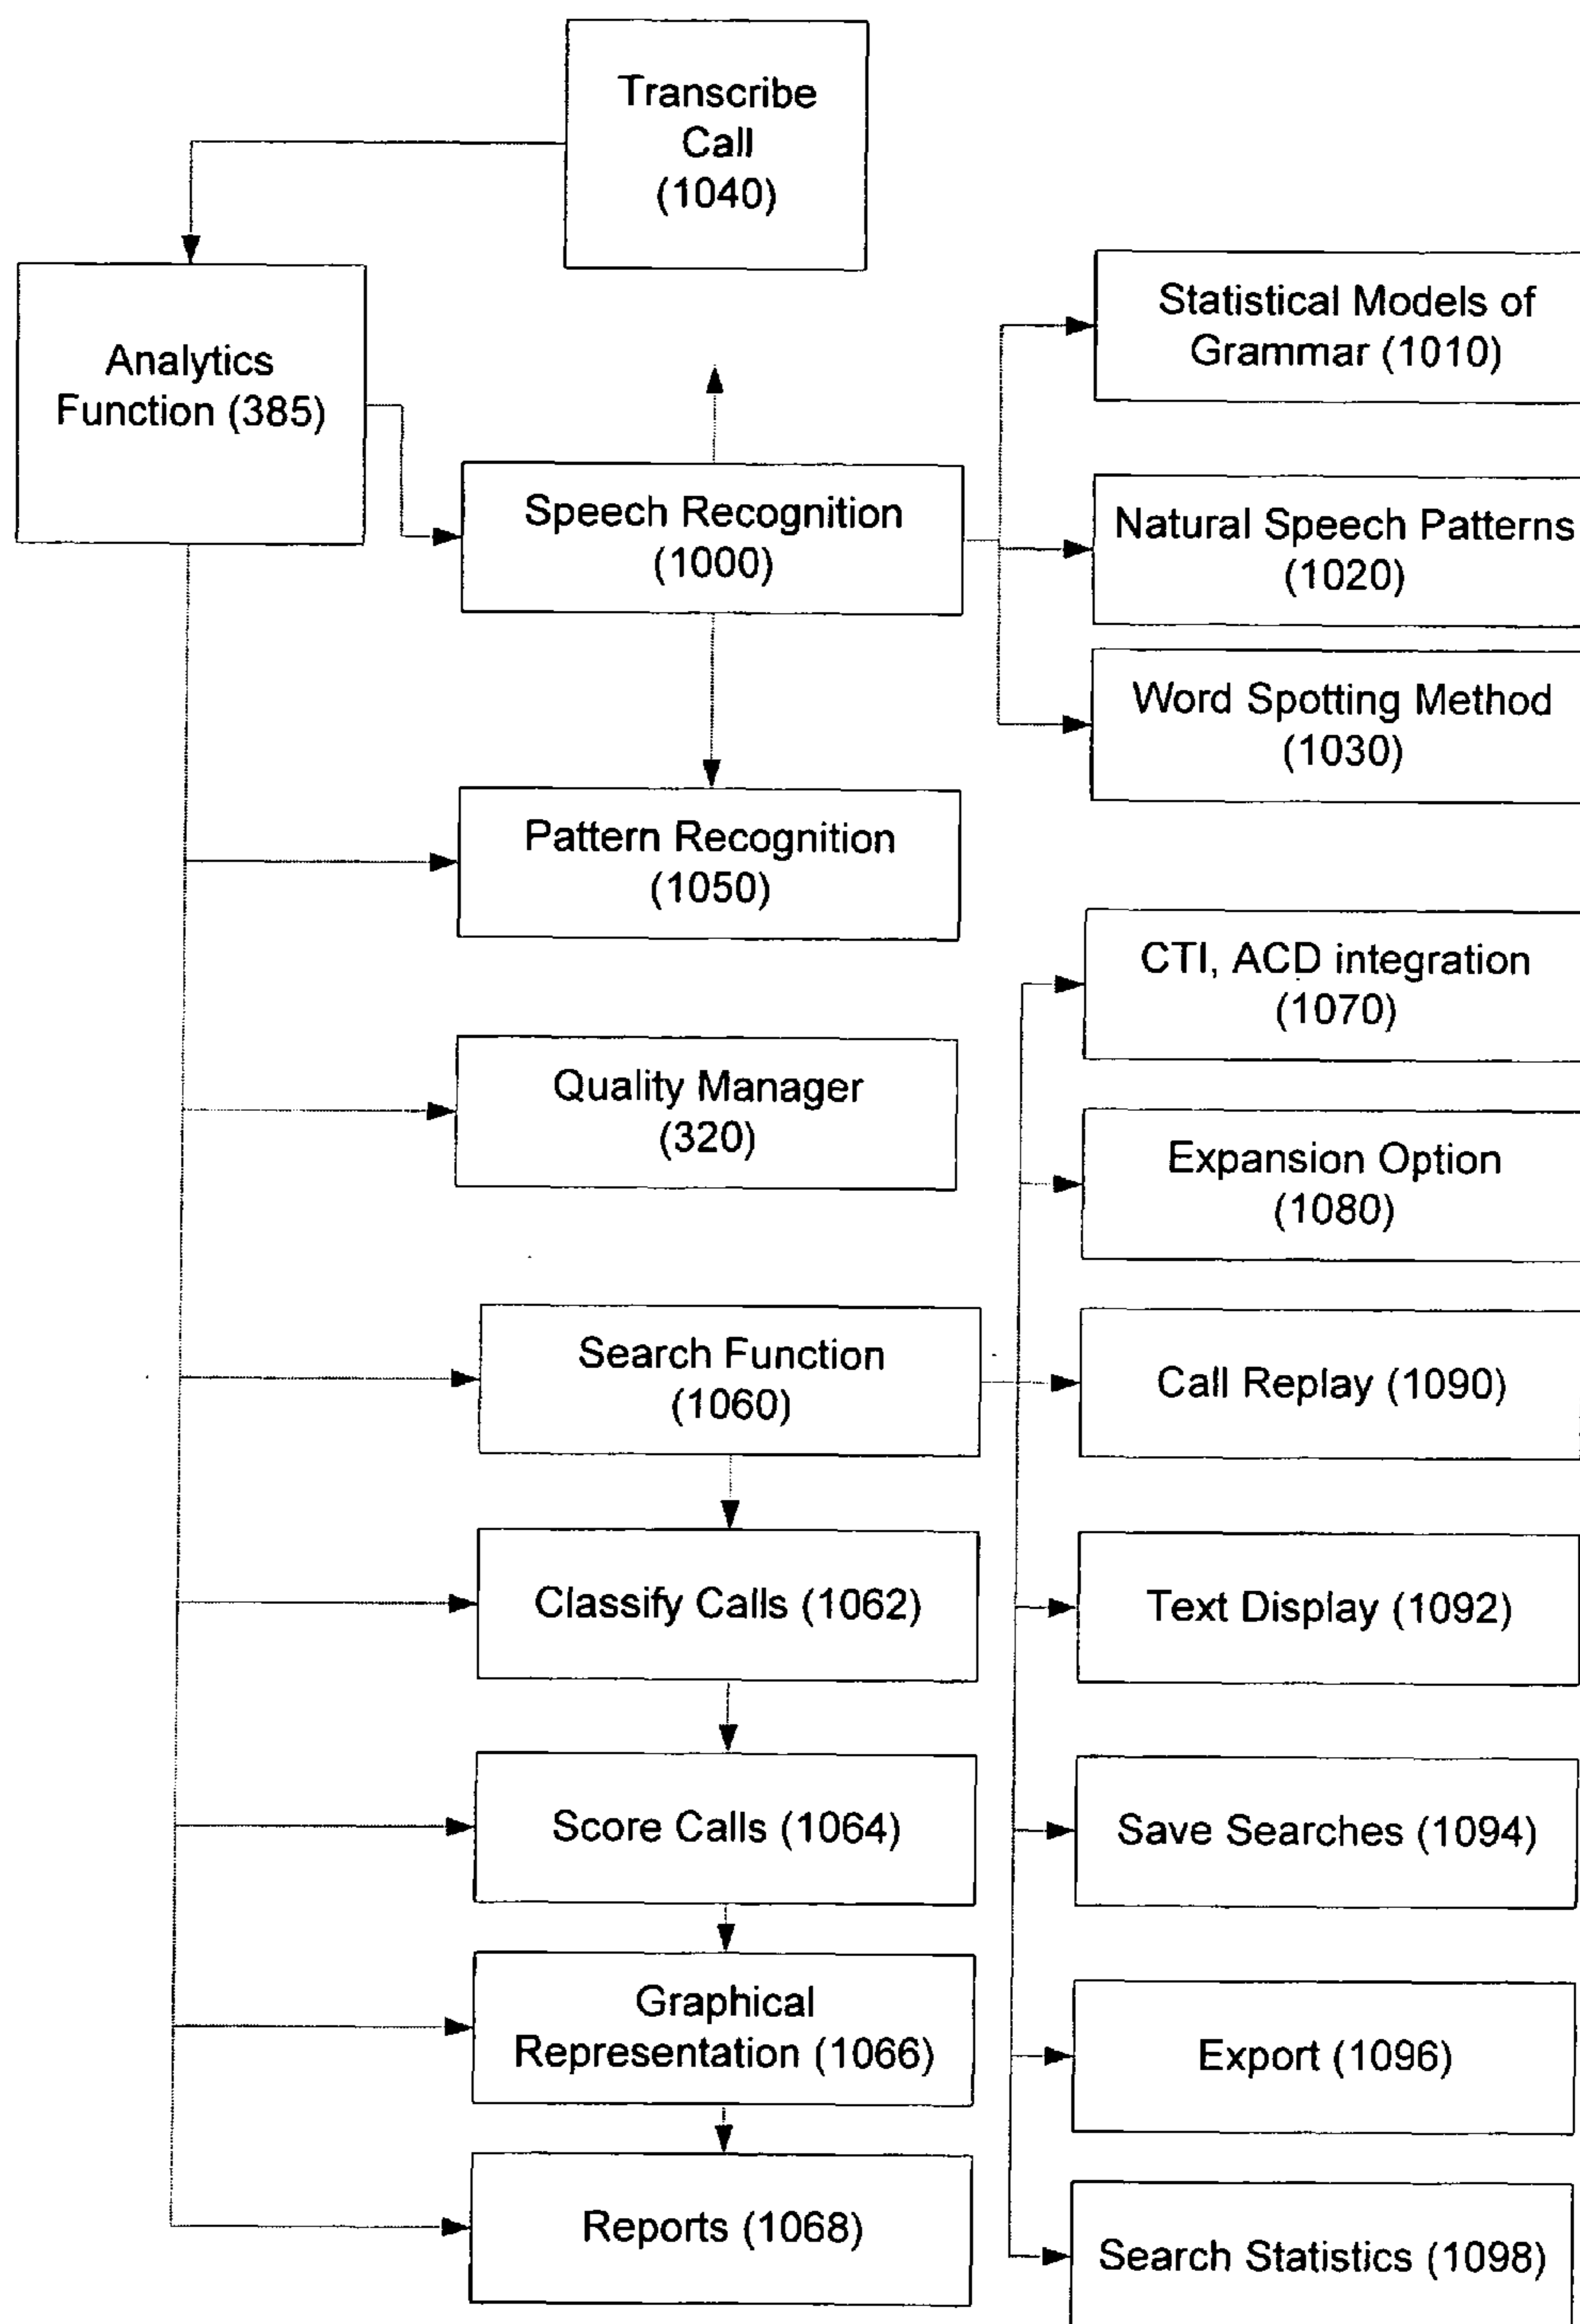 Transcribe
Call
(1040)
Analytics
Function (385)
Statistical Models of
Grammar (1010)
Speech Recognition
(1000)
Natural Speech Patterns
(1020)
Word Spotting Method
(1030)
Pattern Recognition
(1050)
CTI, ACD integration
(1070)
Quality Manager
(320)
Expansion Option
(1080)
Search Function
(1060)
Call Replay (1090)
Classify Calls (1062)
Text Display (1092)
Score Calls (1064)
Save Searches (1094)
Graphical
Representation (1066)
Export (1096)
Reports (1068)
Search Statistics (1098)